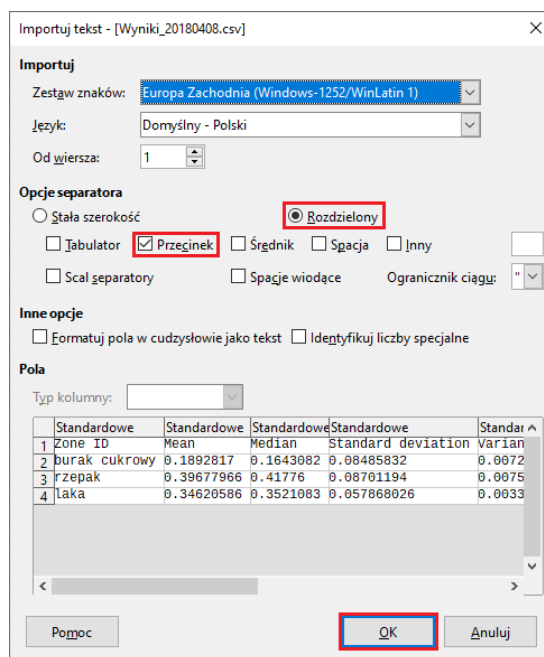 Importuj tekst - [Wyniki_20180408.csv]
Importuj
Zestaw znaków: Europa Zachodnia (Windows-1252/WinLatin 1)
Język: Domyślny - Polski
Od wiersza: 1
Opcje separatora
Stała szerokość Rozdzielony
Tabulator Przecinek Średnik Spacja Inny
Scal separatory Spacje wiodące Ogranicznik ciągu: "
Inne opcje
Formatuj pola w cudzysłowie jako tekst Identyfikuj liczby specjalne
Pola
Typ kolumny:
Standardowe Standardowe Standardowe Standardowe Standar
1 Zone ID Mean Median Standard deviation Varian
2 burak cukrowy 0.1892817 0.1643082 0.08485832 0.0072
3 rzepak 0.39677966 0.41776 0.08701194 0.0075
4 laka 0.34620586 0.3521083 0.057868026 0.0033
Pomoc OK Anuluj